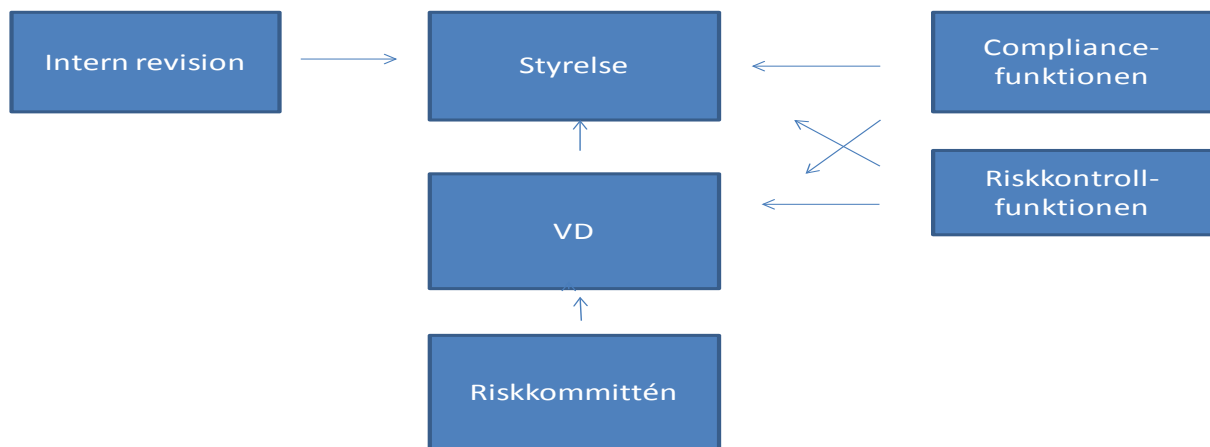 Intern revision
Styrelse
Compliance-
funktionen
Riskkontroll-
funktionen
VD
Riskkommittén